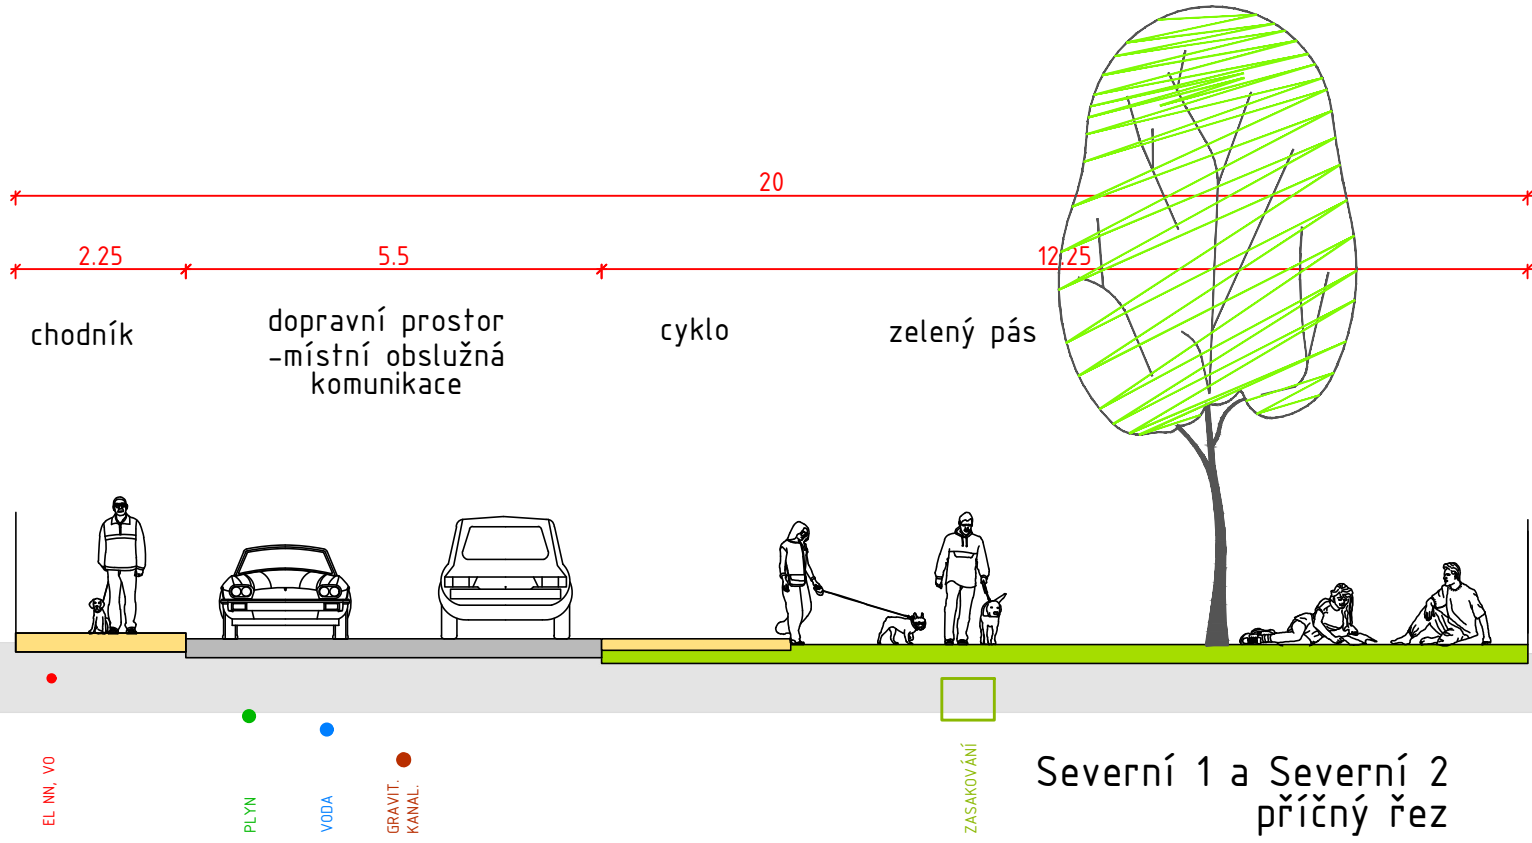 20
2.25
5.5
12.25
chodník
dopravní prostor
-místní obslužná
komunikace
cyklo
zelený pás
EL NN, VO
PLYN
VODA
GRAVIT.
KANAL.
ZASAKOVÁNÍ
Severní 1 a Severní 2
příčný řez